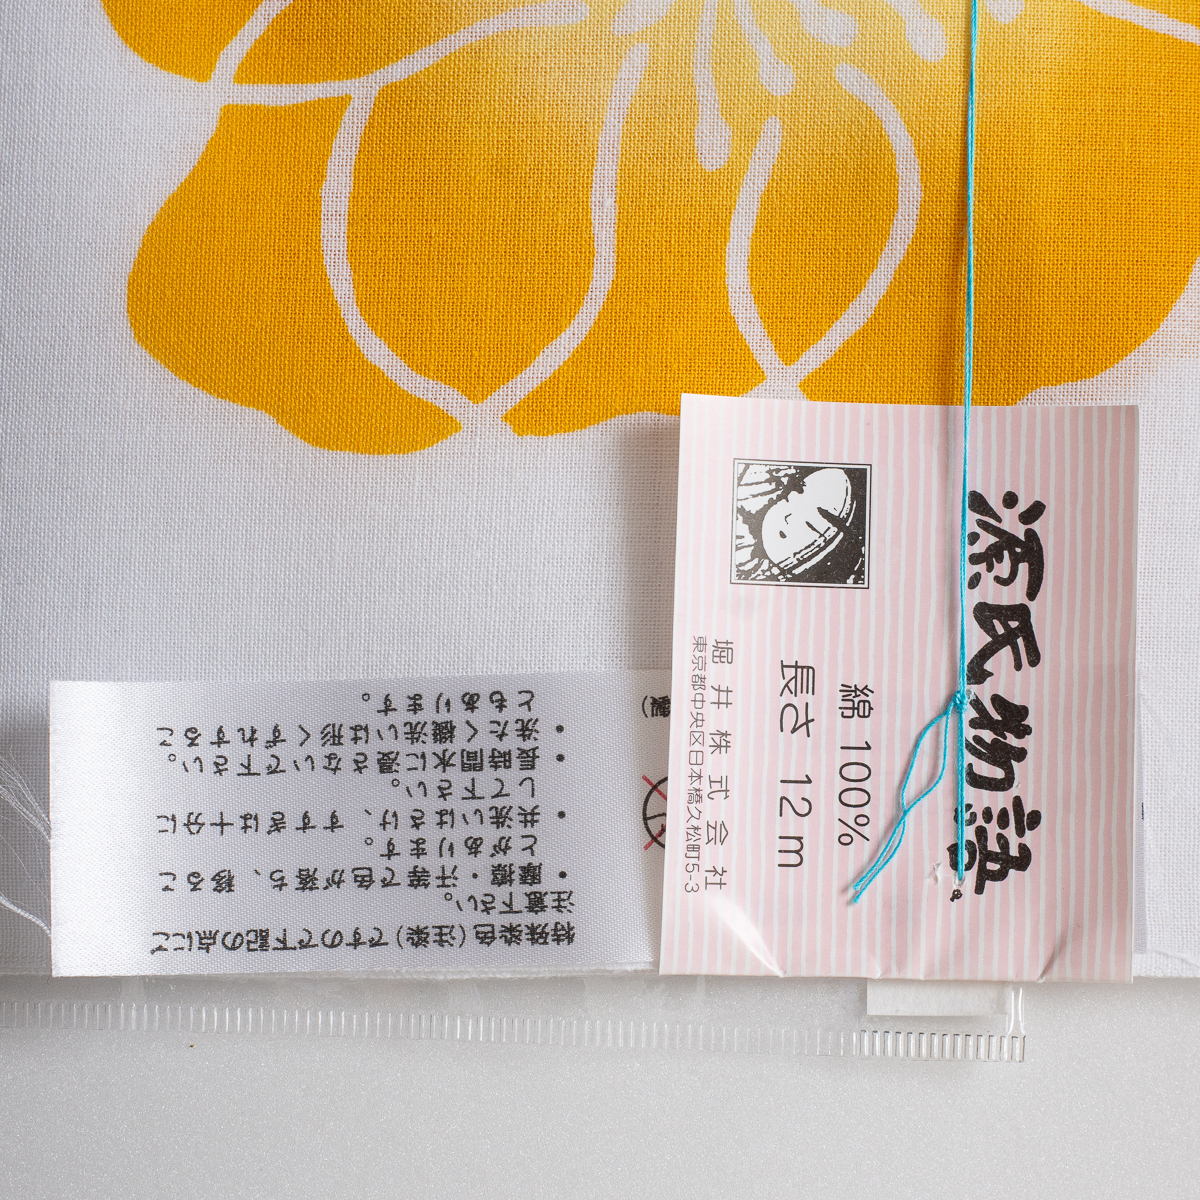 源氏物語
綿 100%
長さ 12m
堀井株式会社
東京都中央区日本橋久松町5-3
特殊染色(注染)ですので下記の点にご
注意下さい。
• 摩擦・汗等で色が落ち、移るこ
とがあります。
• 共洗いはさけ、すすぎは十分に
して下さい。
• 長時間水に浸さないで下さい。
• 洗たく機洗いは形くずれするこ
ともあります。